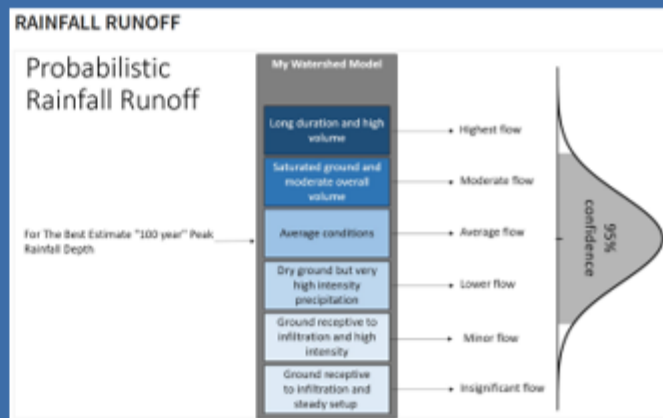 RAINFALL RUNOFF
Probabilistic
Rainfall Runoff
My Watershed Model
Long duration and high
volume
Highest flow
Saturated ground and
moderate overall
volume
Moderate flow
For The Best Estimate "100 year" Peak
Rainfall Depth
Average conditions
Average flow
Dry ground but very
high intensity
precipitation
Lower flow
Ground receptive to
infiltration and high
intensity
Minor flow
Ground receptive
to infiltration and
steady setup
Insignificant flow
95%
confidence